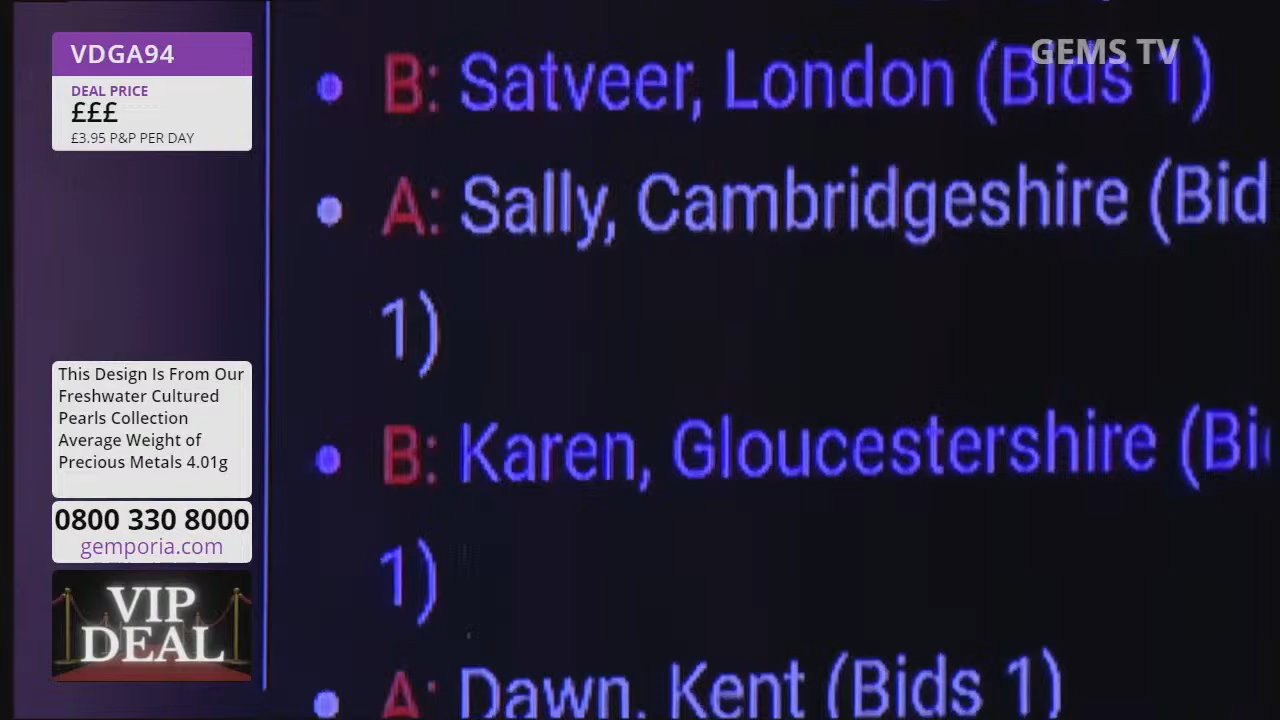 VDGA94
DEAL PRICE
£££
£3.95 P&P PER DAY
GEMS TV
B: Satveer, London (Bids 1)
A: Sally, Cambridgeshire (Bid
1)
B: Karen, Gloucestershire (Bi
1)
A: Dawn, Kent (Bids 1)
This Design Is From Our
Freshwater Cultured
Pearls Collection
Average Weight of
Precious Metals 4.01g
0800 330 8000
gemporia.com
VIP
DEAL